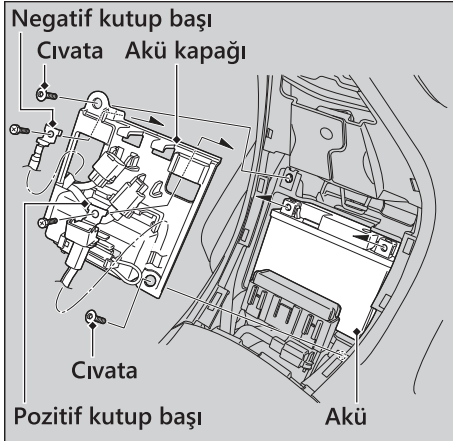 Negatif kutup başı
Cıvata Akü kapağı
Cıvata
Pozitif kutup başı Akü